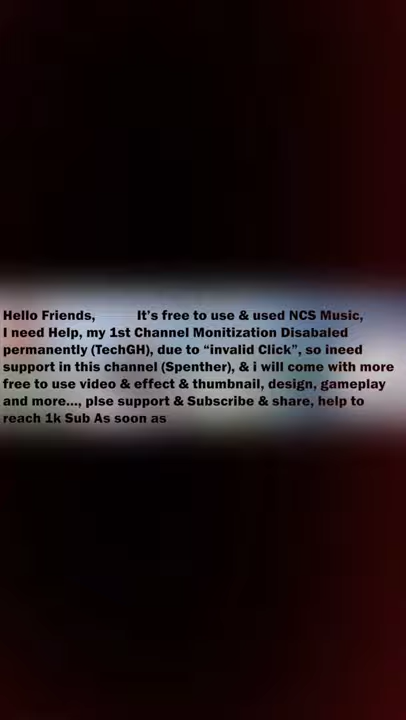 Hello Friends, It's free to use & used NCS Music,
I need Help, my 1st Channel Monitization Disabaled
permanently (TechGH), due to “invalid Click”, so ineed
support in this channel (Spenther), & i will come with more
free to use video & effect & thumbnail, design, gameplay
and more..., plse support & Subscribe & share, help to
reach 1k Sub As soon as